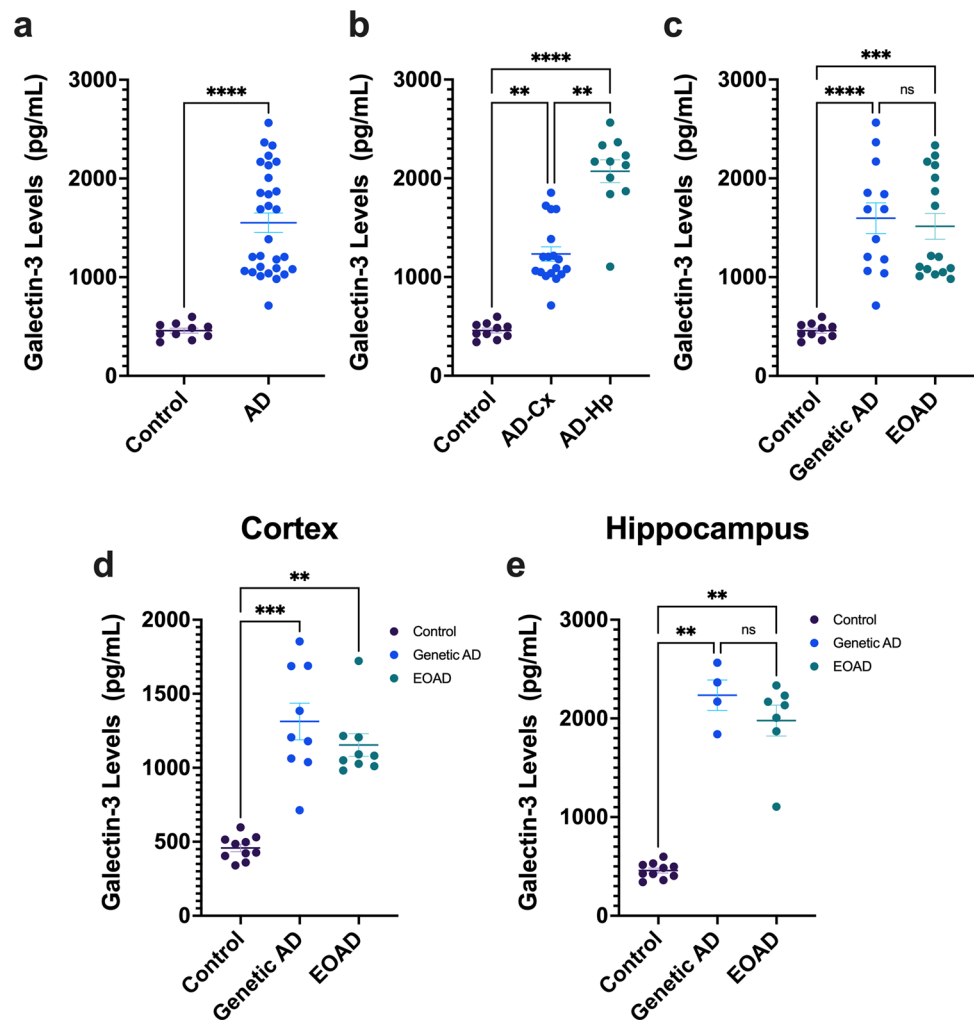 a
Galectin-3 Levels (pg/mL)
3000
2000
1000
0
****
Control
AD
b
Galectin-3 Levels (pg/mL)
3000
2000
1000
0
****
**
**
Control
AD-Cx
AD-Hp
c
Galectin-3 Levels (pg/mL)
3000
2000
1000
0
***
****
ns
Control
Genetic AD
EOAD
Cortex
d
Galectin-3 Levels (pg/mL)
2000
1500
1000
500
0
**
***
Control
Genetic AD
EOAD
Control
Genetic AD
EOAD
Hippocampus
e
Galectin-3 Levels (pg/mL)
3000
2000
1000
0
**
**
ns
Control
Genetic AD
EOAD
Control
Genetic AD
EOAD